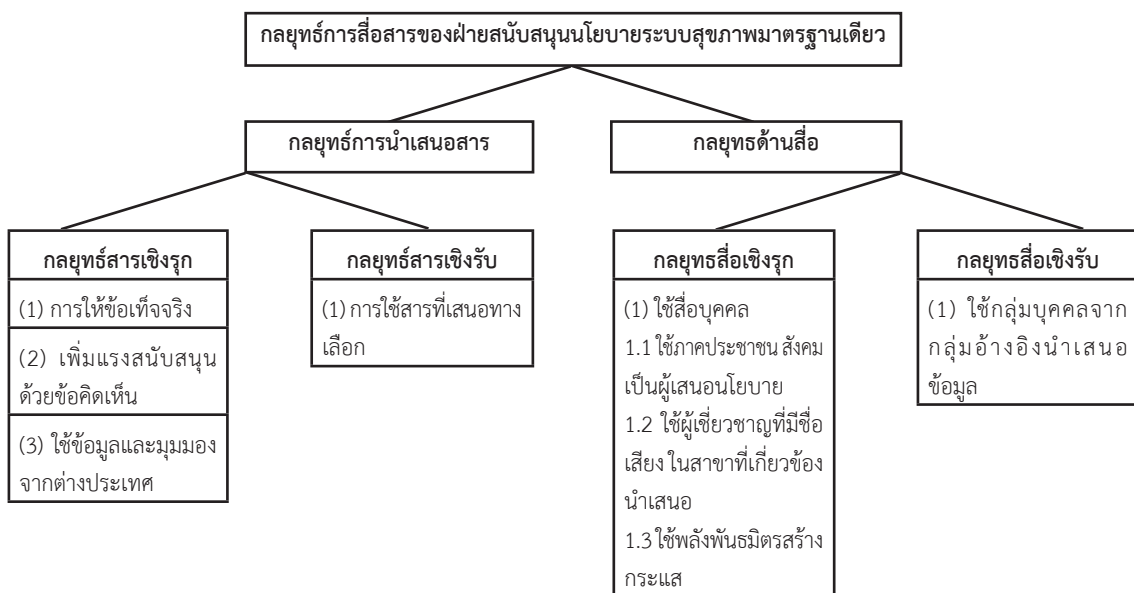 กลยุทธ์การสื่อสารของฝ่ายสนับสนุนนโยบายระบบสุขภาพมาตรฐานเดียว
กลยุทธ์การนำเสนอสาร
กลยุทธด้านสื่อ
กลยุทธ์สารเชิงรุก
(1) การให้ข้อเท็จจริง
(2) เพิ่มแรงสนับสนุน
ด้วยข้อคิดเห็น
(3) ใช้ข้อมูลและมุมมอง
จากต่างประเทศ
กลยุทธ์สารเชิงรับ
(1) การใช้สารที่เสนอทาง
เลือก
กลยุทธสื่อเชิงรุก
(1) ใช้สื่อบุคคล
1.1 ใช้ภาคประชาชน สังคม
เป็นผู้เสนอนโยบาย
1.2 ใช้ผู้เชี่ยวชาญที่มีชื่อ
เสียง ในสาขาที่เกี่ยวข้อง
นำเสนอ
1.3 ใช้พลังพันธมิตรสร้าง
กระแส
กลยุทธสื่อเชิงรับ
(1) ใช้กลุ่มบุคคลจาก
กลุ่มอ้างอิงนำเสนอ
ข้อมูล